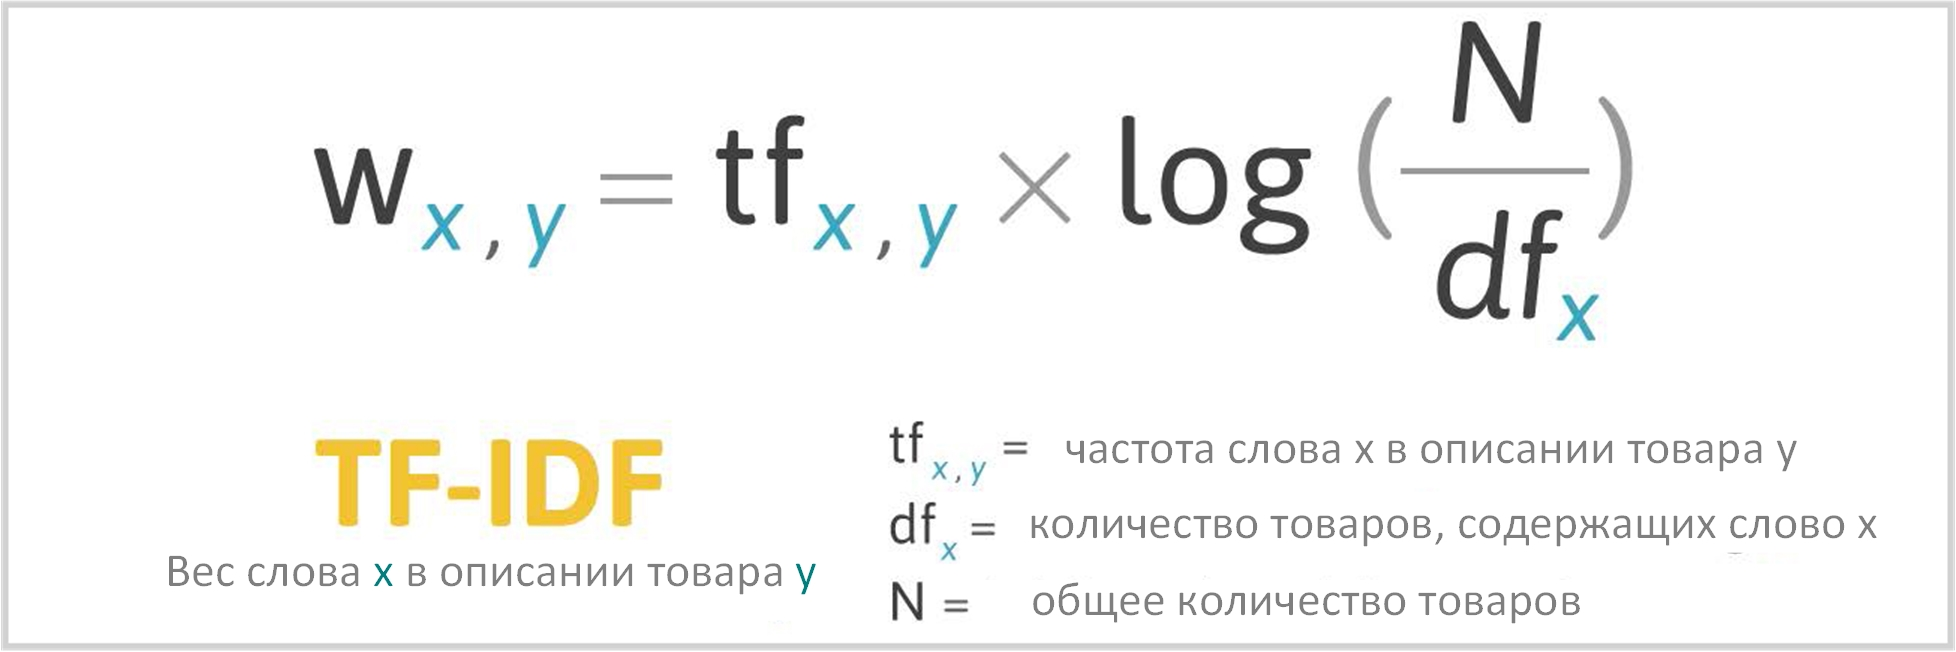 w x , y = tf x , y × log ( N / df x )
TF-IDF
Вес слова x в описании товара y
tf x , y = частота слова x в описании товара y
df x = количество товаров, содержащих слово x
N = общее количество товаров